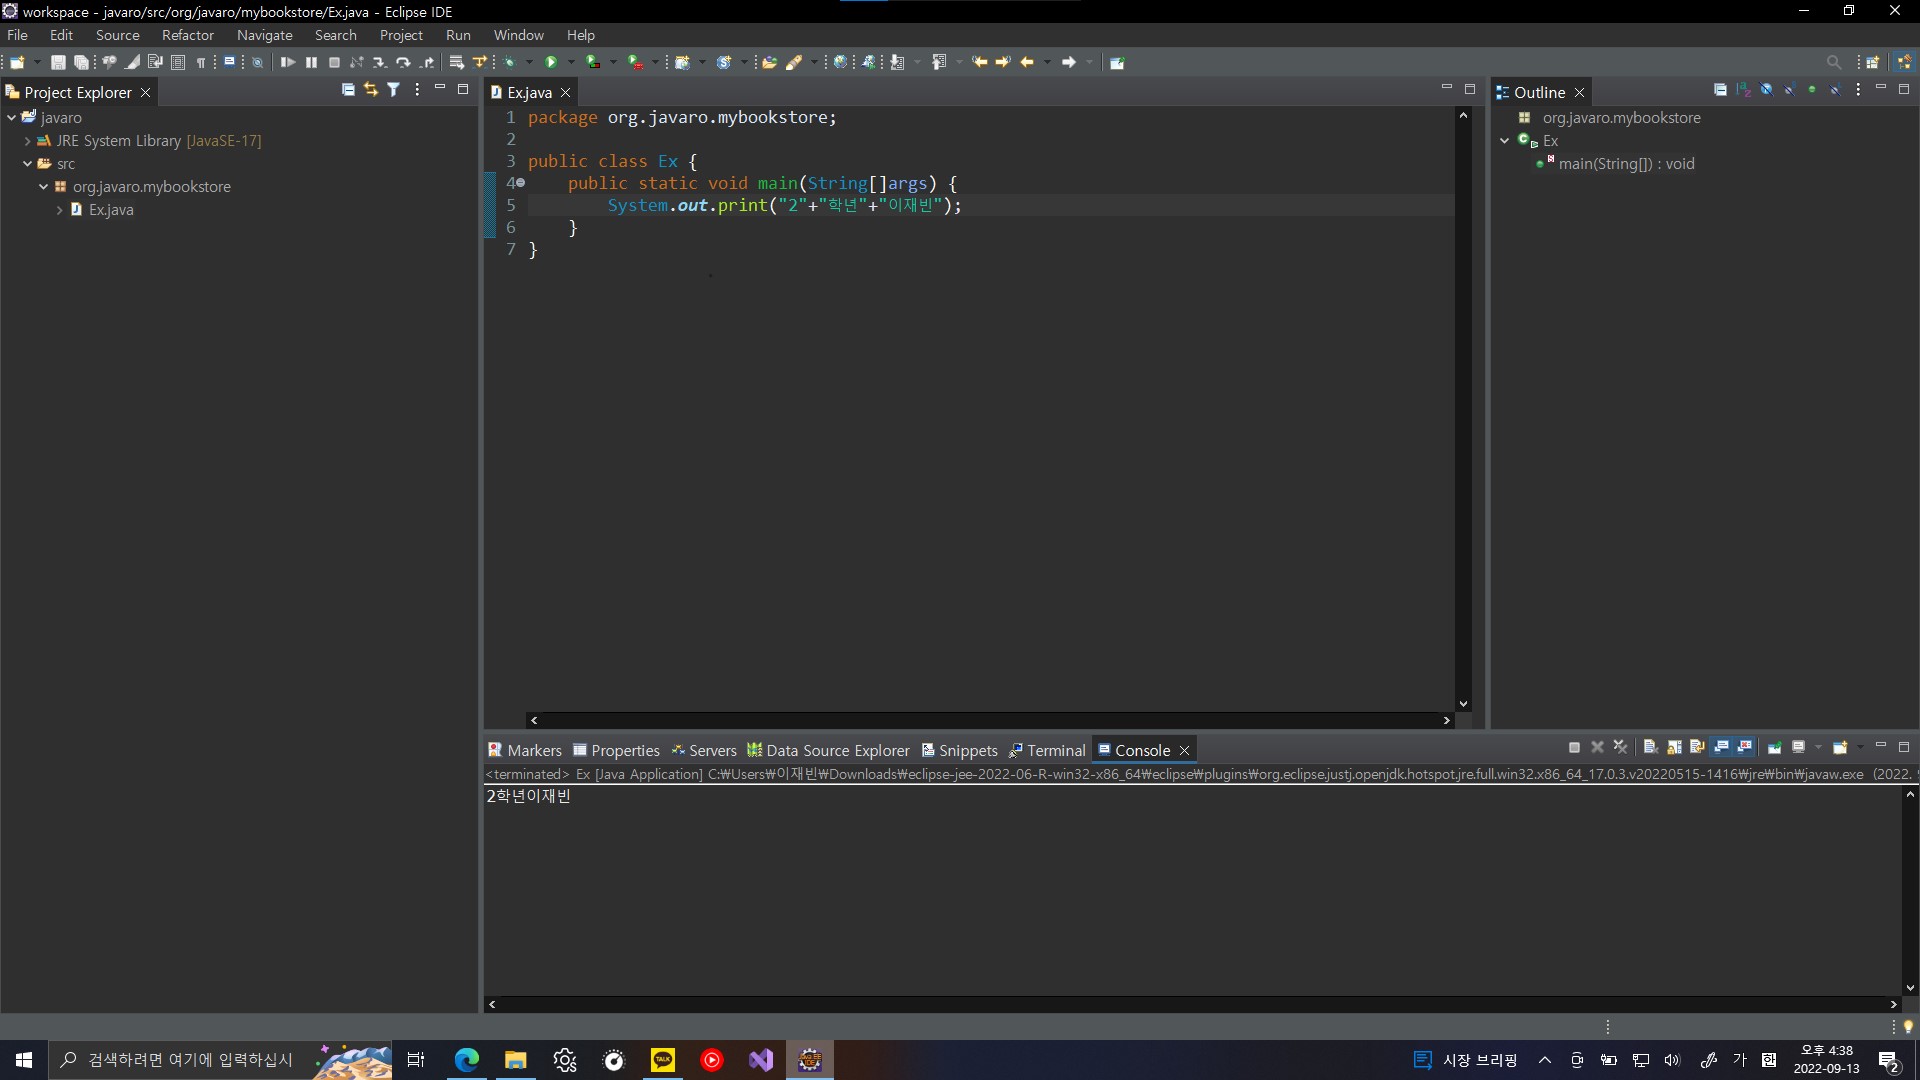 workspace - javaro/src/org/javaro/mybookstore/Ex.java - Eclipse IDE
File Edit Source Refactor Navigate Search Project Run Window Help
Project Explorer
javaro
JRE System Library [JavaSE-17]
src
org.javaro.mybookstore
Ex.java
Ex.java
1 package org.javaro.mybookstore;
2
3 public class Ex {
4 public static void main(String[]args) {
5 System.out.print("2"+"학년"+"이재빈");
6 }
7 }
Outline
org.javaro.mybookstore
Ex
main(String[]) : void
Markers Properties Servers Data Source Explorer Snippets Terminal Console
<terminated> Ex [Java Application] C:₩Users₩이재빈₩Downloads₩eclipse-jee-2022-06-R-win32-x86_64₩eclipse₩plugins₩org.eclipse.justj.openjdk.hotspot.jre.full.win32.x86_64_17.0.3.v20220515-1416₩jre₩bin₩javaw.exe (2022.
2학년이재빈
검색하려면 여기에 입력하십시
TALK
Java EE IDE
시장 브리핑
가
한
오후 4:38
2022-09-13
2